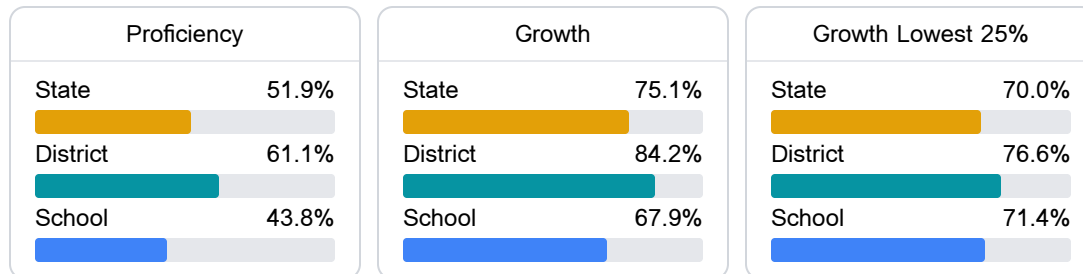 Proficiency
State 51.9%
District 61.1%
School 43.8%
Growth
State 75.1%
District 84.2%
School 67.9%
Growth Lowest 25%
State 70.0%
District 76.6%
School 71.4%